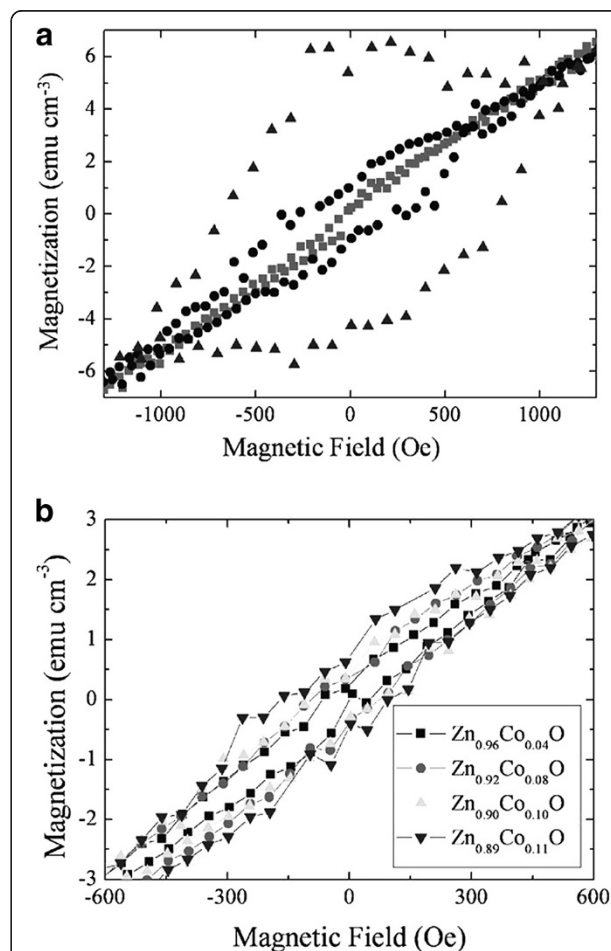 a
6
4
2
0
-2
-4
-6
Magnetization (emu cm⁻³)
-1000 -500 0 500 1000
Magnetic Field (Oe)
b
3
2
1
0
-1
-2
-3
Magnetization (emu cm⁻³)
Zn₀.₉₆Co₀.₀₄O
Zn₀.₉₂Co₀.₀₈O
Zn₀.₉₀Co₀.₁₀O
Zn₀.₈₉Co₀.₁₁O
-600 -300 0 300 600
Magnetic Field (Oe)